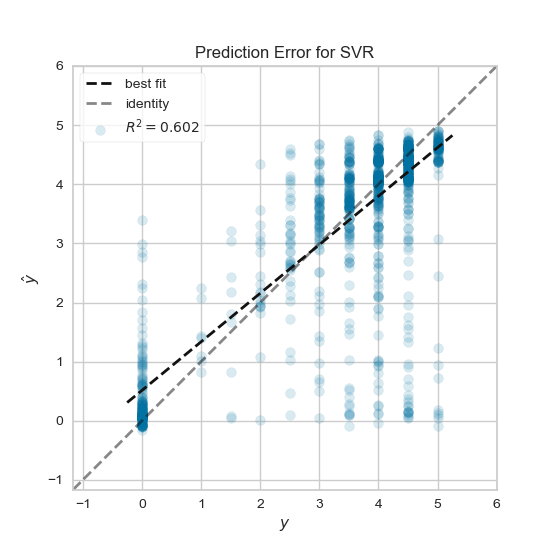 Prediction Error for SVR
best fit
identity
R² = 0.602
6
5
4
3
2
1
0
−1
ŷ
−1 0 1 2 3 4 5 6
y